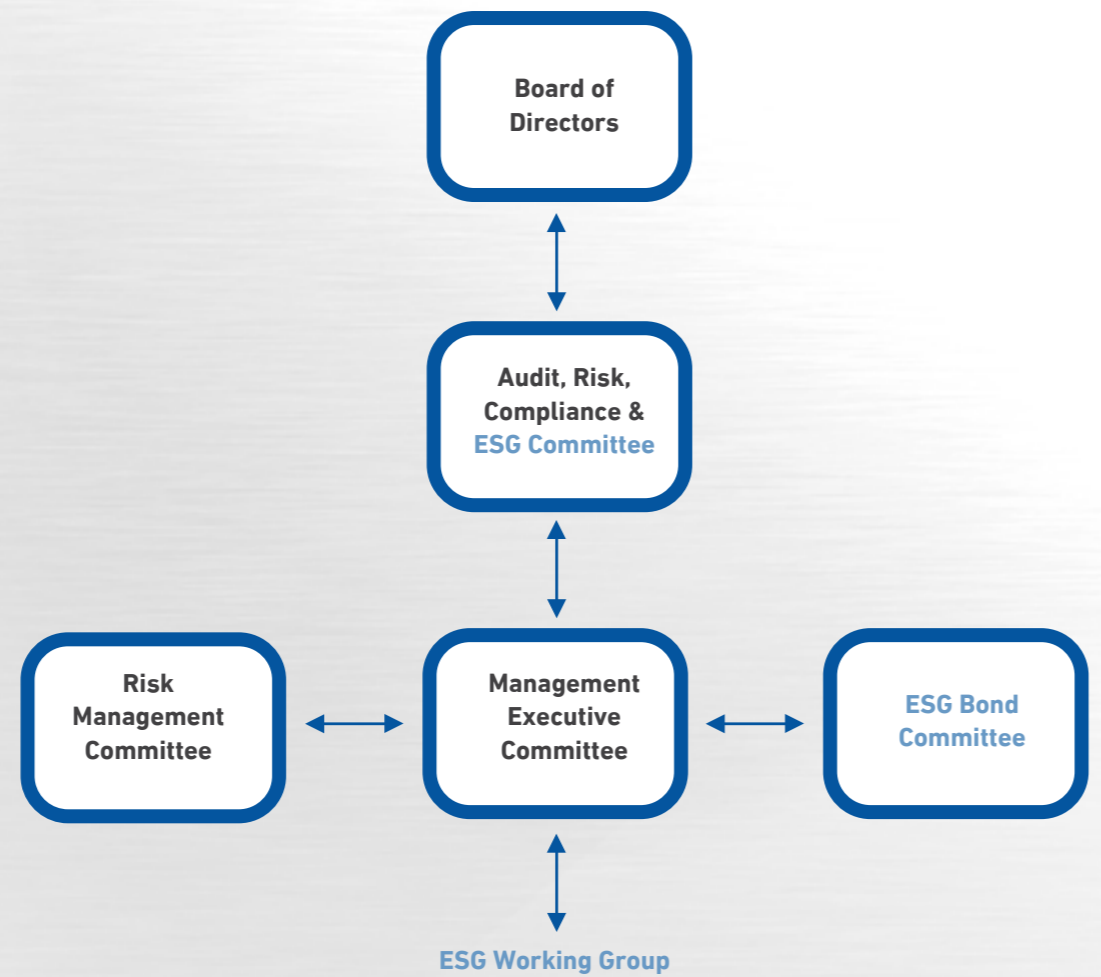 Board of
Directors
Audit, Risk,
Compliance &
ESG Committee
Risk
Management
Committee
Management
Executive
Committee
ESG Bond
Committee
ESG Working Group